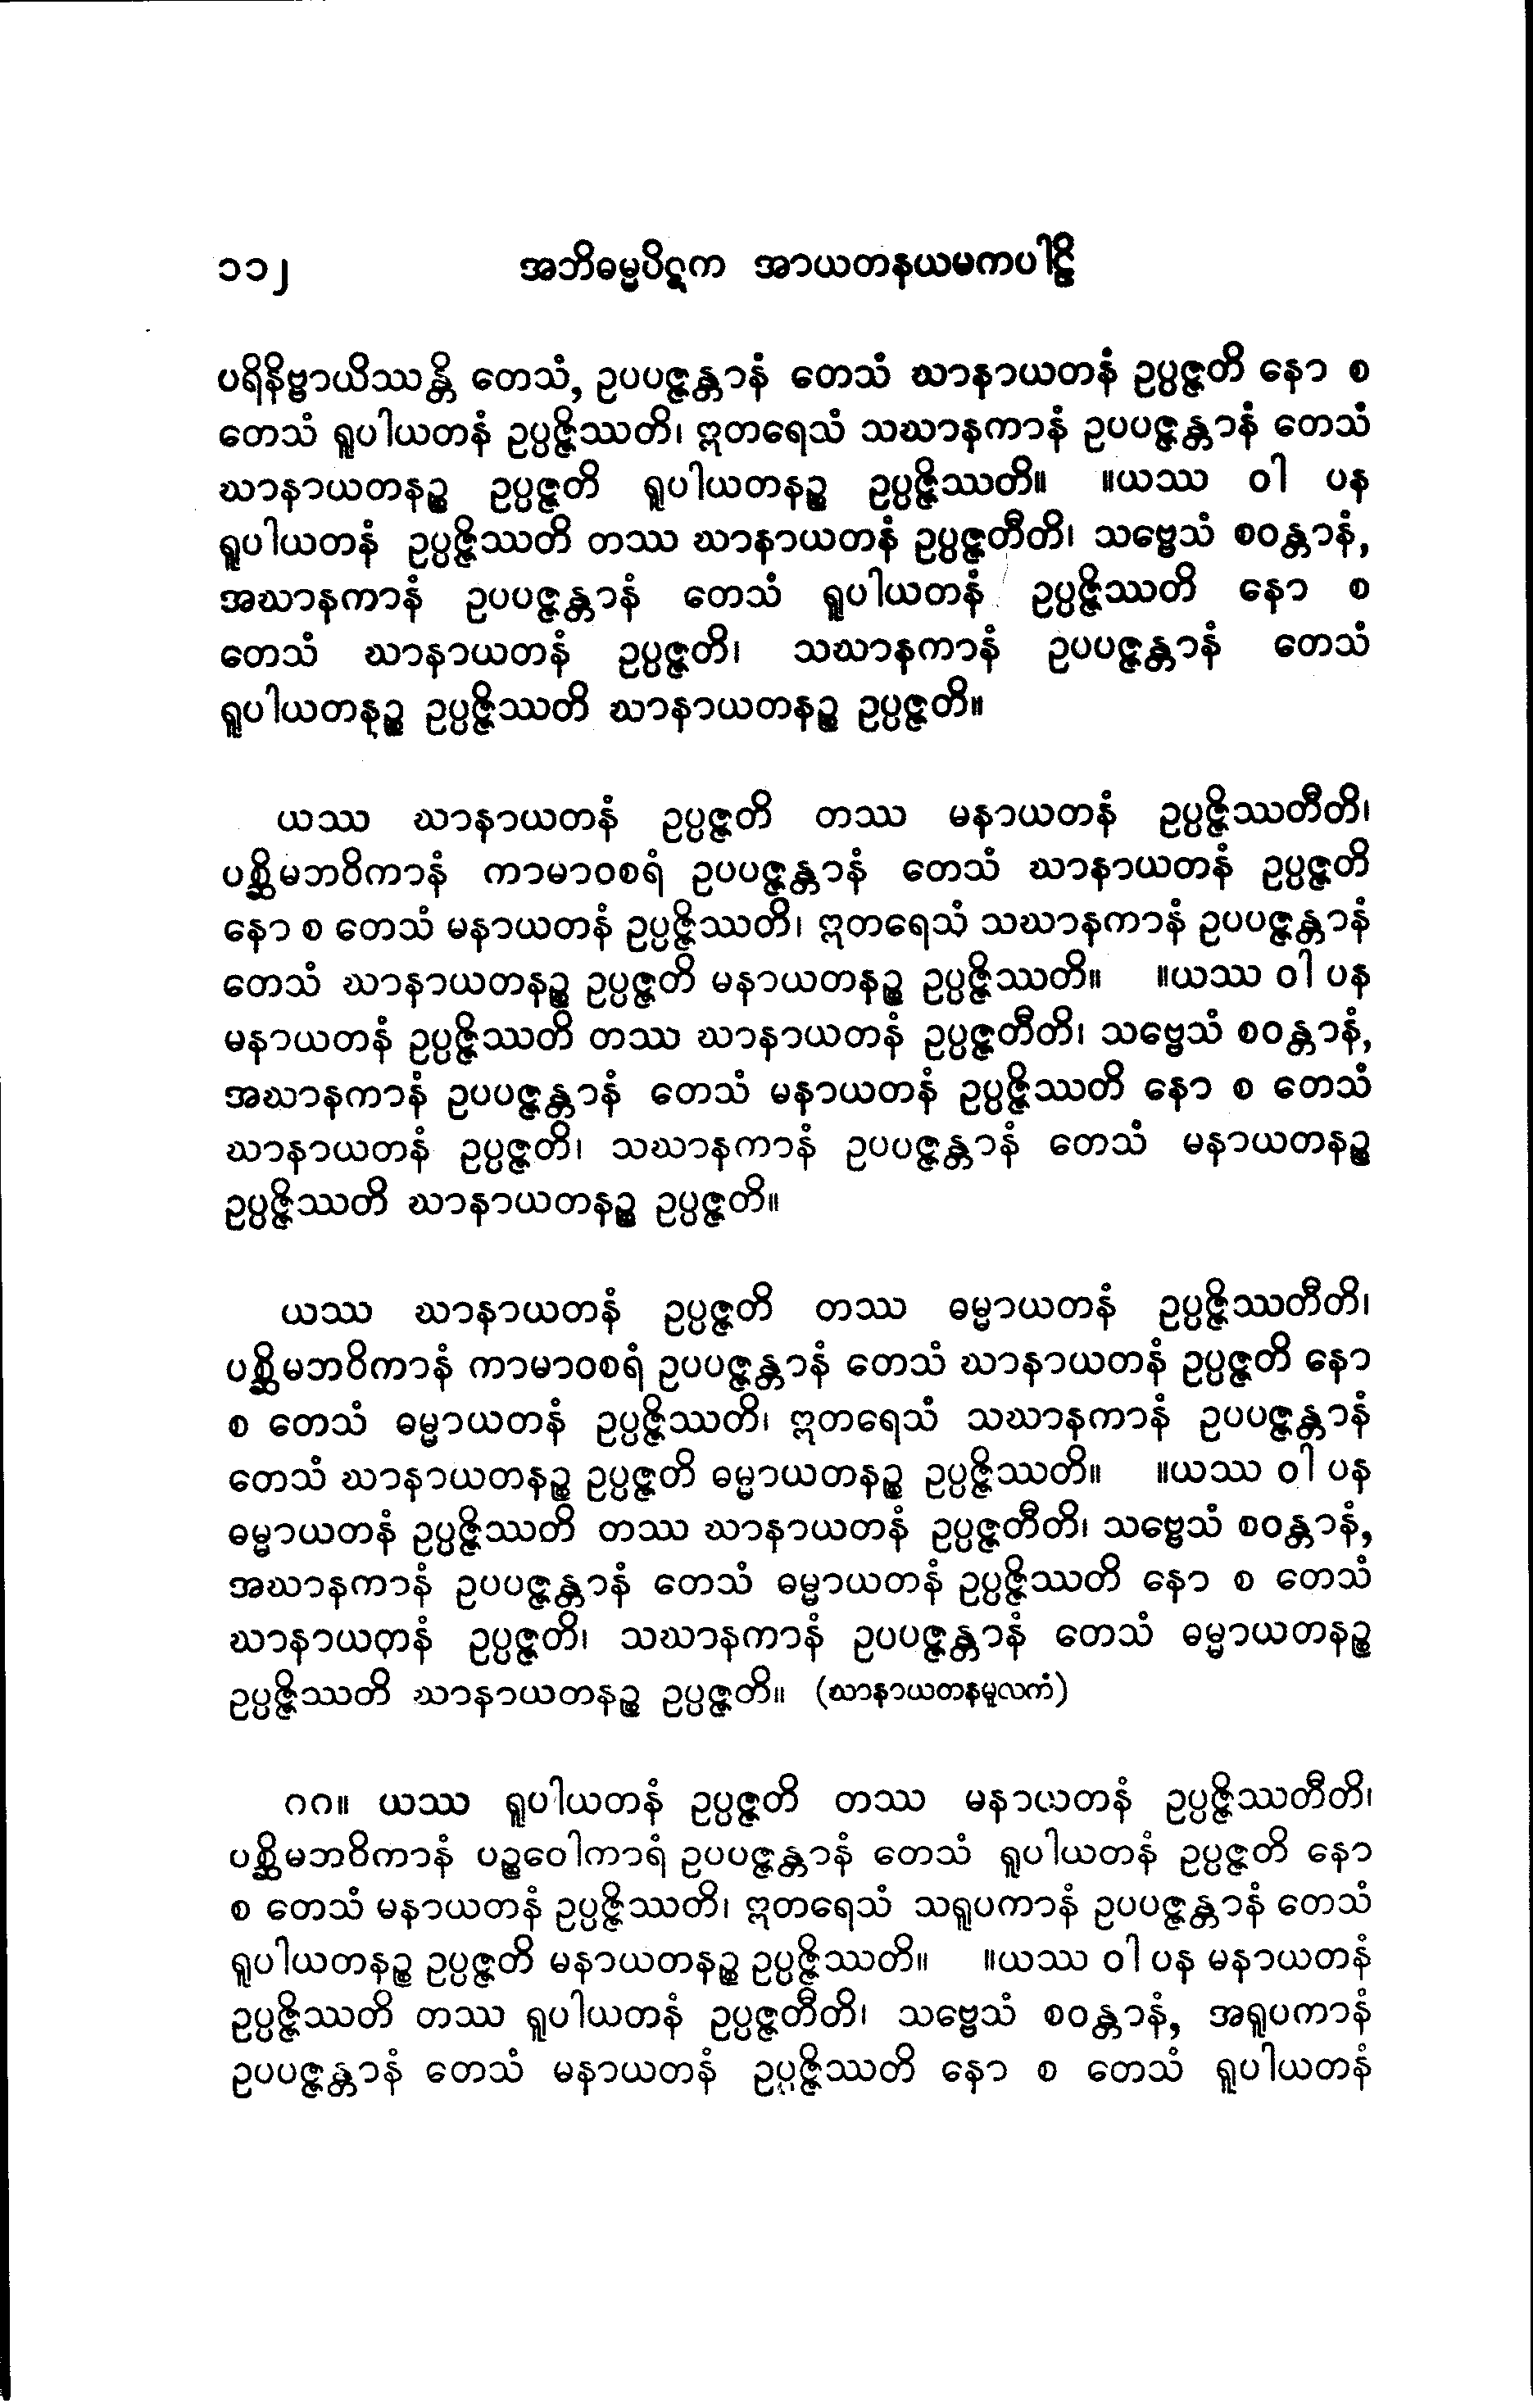 ၁၁၂ အဘိဓမ္မပိဋက အာယတနယမကပါဠိ
ပရိနိဗ္ဗာယိဿန္တိ တေသံ, ဥပပဇ္ဇန္တာနံ တေသံ ဃာနာယတနံ ဥပ္ပဇ္ဇတိ နော စ
တေသံ ရူပါယတနံ ဥပ္ပဇ္ဇိဿတိ၊ ဣတရေသံ သဃာနကာနံ ဥပပဇ္ဇန္တာနံ တေသံ
ဃာနာယတနဉ္စ ဥပ္ပဇ္ဇတိ ရူပါယတနဉ္စ ဥပ္ပဇ္ဇိဿတိ။ ။ယဿ ဝါ ပန
ရူပါယတနံ ဥပ္ပဇ္ဇိဿတိ တဿ ဃာနာယတနံ ဥပ္ပဇ္ဇတီတိ၊ သဗ္ဗေသံ စဝန္တာနံ,
အဃာနကာနံ ဥပပဇ္ဇန္တာနံ တေသံ ရူပါယတနံ ဥပ္ပဇ္ဇိဿတိ နော စ
တေသံ ဃာနာယတနံ ဥပ္ပဇ္ဇတိ၊ သဃာနကာနံ ဥပပဇ္ဇန္တာနံ တေသံ
ရူပါယတနဉ္စ ဥပ္ပဇ္ဇိဿတိ ဃာနာယတနဉ္စ ဥပ္ပဇ္ဇတိ။
ယဿ ဃာနာယတနံ ဥပ္ပဇ္ဇတိ တဿ မနာယတနံ ဥပ္ပဇ္ဇိဿတီတိ၊
ပစ္ဆိမဘဝိကာနံ ကာမာဝစရံ ဥပပဇ္ဇန္တာနံ တေသံ ဃာနာယတနံ ဥပ္ပဇ္ဇတိ
နော စ တေသံ မနာယတနံ ဥပ္ပဇ္ဇိဿတိ၊ ဣတရေသံ သဃာနကာနံ ဥပပဇ္ဇန္တာနံ
တေသံ ဃာနာယတနဉ္စ ဥပ္ပဇ္ဇတိ မနာယတနဉ္စ ဥပ္ပဇ္ဇိဿတိ။ ။ယဿ ဝါ ပန
မနာယတနံ ဥပ္ပဇ္ဇိဿတိ တဿ ဃာနာယတနံ ဥပ္ပဇ္ဇတီတိ၊ သဗ္ဗေသံ စဝန္တာနံ,
အဃာနကာနံ ဥပပဇ္ဇန္တာနံ တေသံ မနာယတနံ ဥပ္ပဇ္ဇိဿတိ နော စ တေသံ
ဃာနာယတနံ ဥပ္ပဇ္ဇတိ၊ သဃာနကာနံ ဥပပဇ္ဇန္တာနံ တေသံ မနာယတနဉ္စ
ဥပ္ပဇ္ဇိဿတိ ဃာနာယတနဉ္စ ဥပ္ပဇ္ဇတိ။
ယဿ ဃာနာယတနံ ဥပ္ပဇ္ဇတိ တဿ ဓမ္မာယတနံ ဥပ္ပဇ္ဇိဿတီတိ၊
ပစ္ဆိမဘဝိကာနံ ကာမာဝစရံ ဥပပဇ္ဇန္တာနံ တေသံ ဃာနာယတနံ ဥပ္ပဇ္ဇတိ နော
စ တေသံ ဓမ္မာယတနံ ဥပ္ပဇ္ဇိဿတိ၊ ဣတရေသံ သဃာနကာနံ ဥပပဇ္ဇန္တာနံ
တေသံ ဃာနာယတနဉ္စ ဥပ္ပဇ္ဇတိ ဓမ္မာယတနဉ္စ ဥပ္ပဇ္ဇိဿတိ။ ။ယဿ ဝါ ပန
ဓမ္မာယတနံ ဥပ္ပဇ္ဇိဿတိ တဿ ဃာနာယတနံ ဥပ္ပဇ္ဇတီတိ၊ သဗ္ဗေသံ စဝန္တာနံ,
အဃာနကာနံ ဥပပဇ္ဇန္တာနံ တေသံ ဓမ္မာယတနံ ဥပ္ပဇ္ဇိဿတိ နော စ တေသံ
ဃာနာယတနံ ဥပ္ပဇ္ဇတိ၊ သဃာနကာနံ ဥပပဇ္ဇန္တာနံ တေသံ ဓမ္မာယတနဉ္စ
ဥပ္ပဇ္ဇိဿတိ ဃာနာယတနဉ္စ ဥပ္ပဇ္ဇတိ။ (ဃာနာယတနမူလကံ)
၈၈။ ယဿ ရူပါယတနံ ဥပ္ပဇ္ဇတိ တဿ မနာယတနံ ဥပ္ပဇ္ဇိဿတီတိ၊
ပစ္ဆိမဘဝိကာနံ ပဉ္စဝေါကာရံ ဥပပဇ္ဇန္တာနံ တေသံ ရူပါယတနံ ဥပ္ပဇ္ဇတိ နော
စ တေသံ မနာယတနံ ဥပ္ပဇ္ဇိဿတိ၊ ဣတရေသံ သရူပကာနံ ဥပပဇ္ဇန္တာနံ တေသံ
ရူပါယတနဉ္စ ဥပ္ပဇ္ဇတိ မနာယတနဉ္စ ဥပ္ပဇ္ဇိဿတိ။ ။ယဿ ဝါ ပန မနာယတနံ
ဥပ္ပဇ္ဇိဿတိ တဿ ရူပါယတနံ ဥပ္ပဇ္ဇတီတိ၊ သဗ္ဗေသံ စဝန္တာနံ, အရူပကာနံ
ဥပပဇ္ဇန္တာနံ တေသံ မနာယတနံ ဥပ္ပဇ္ဇိဿတိ နော စ တေသံ ရူပါယတနံ